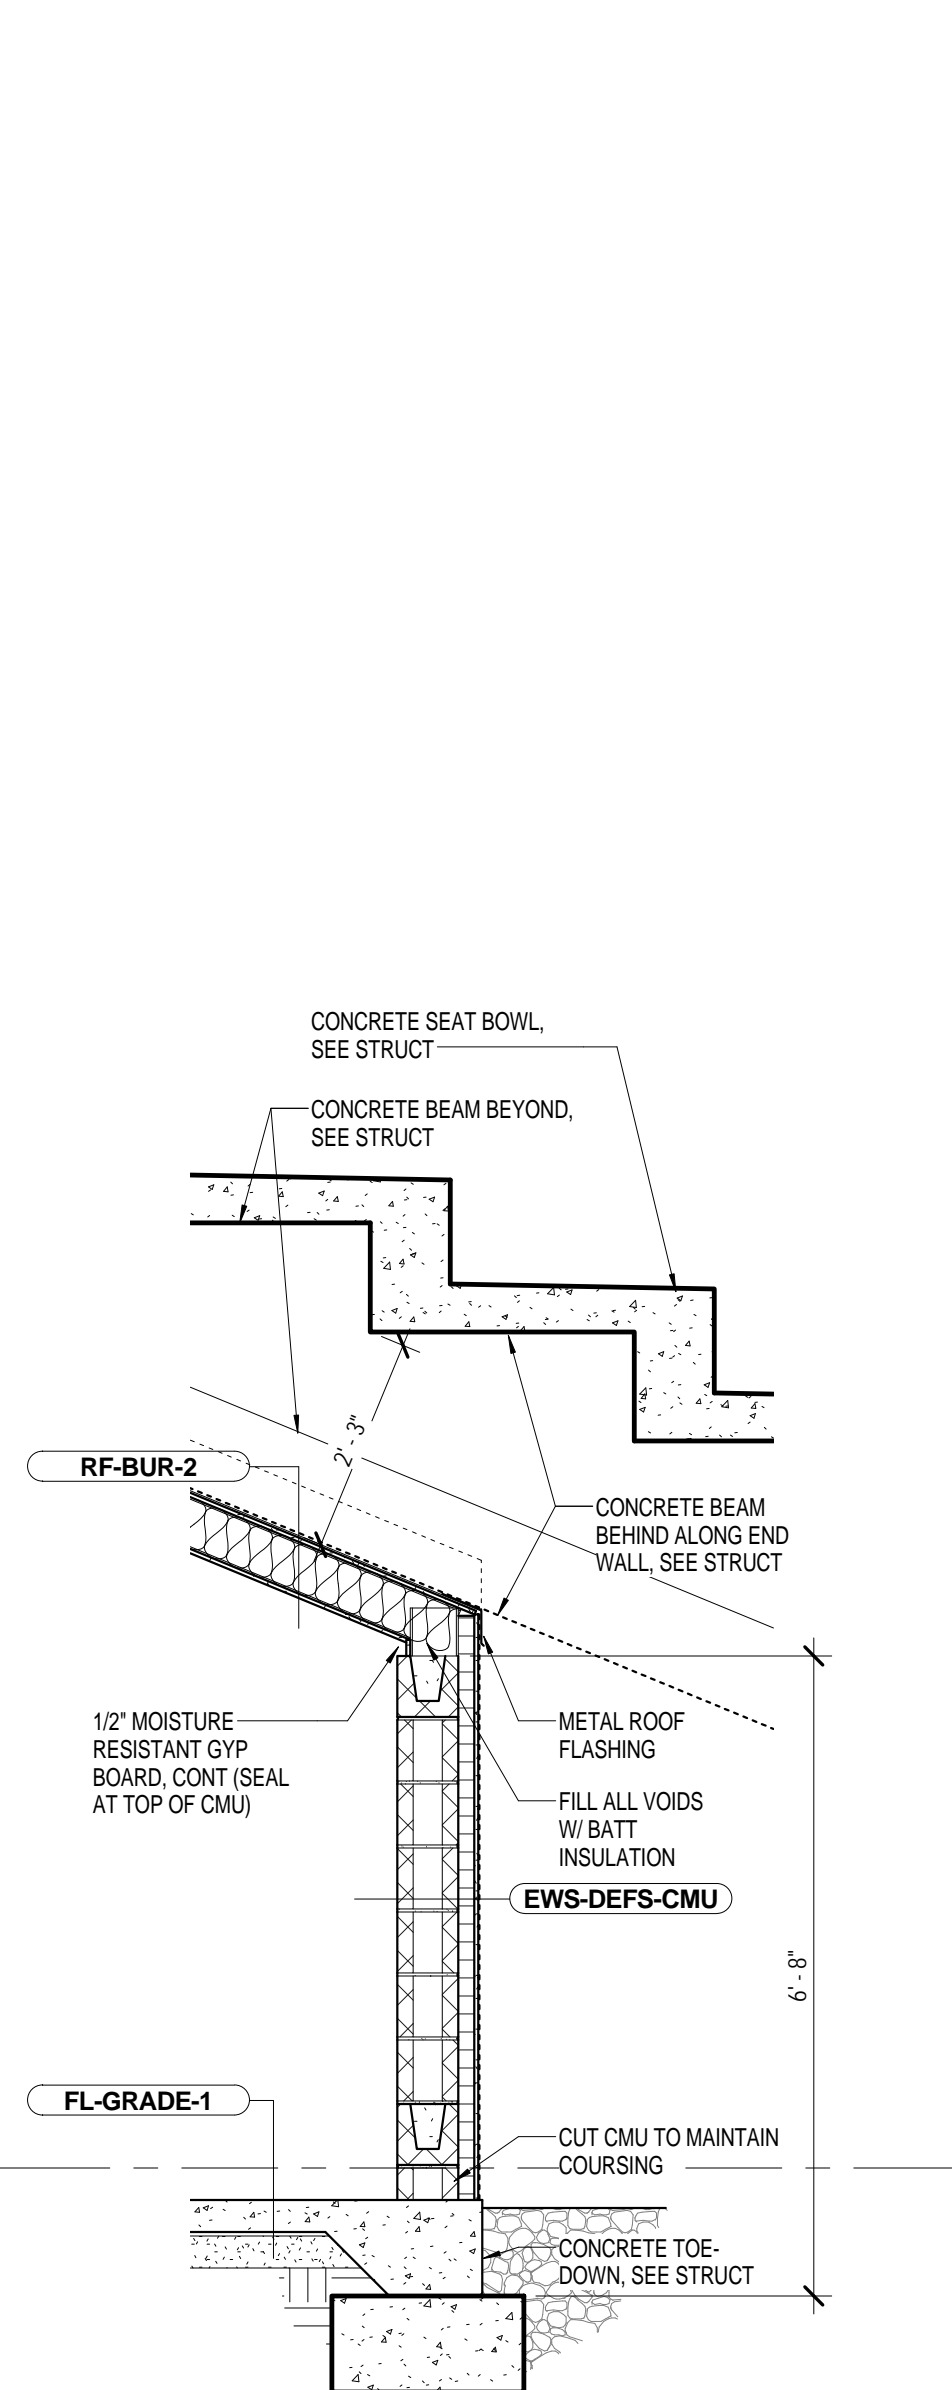 CONCRETE SEAT BOWL,
SEE STRUCT
CONCRETE BEAM BEYOND,
SEE STRUCT
2' - 3"
RF-BUR-2
CONCRETE BEAM
BEHIND ALONG END
WALL, SEE STRUCT
1/2" MOISTURE
RESISTANT GYP
BOARD, CONT (SEAL
AT TOP OF CMU)
METAL ROOF
FLASHING
FILL ALL VOIDS
W/ BATT
INSULATION
EWS-DEFS-CMU
6' - 8"
FL-GRADE-1
CUT CMU TO MAINTAIN
COURSING
CONCRETE TOE-
DOWN, SEE STRUCT